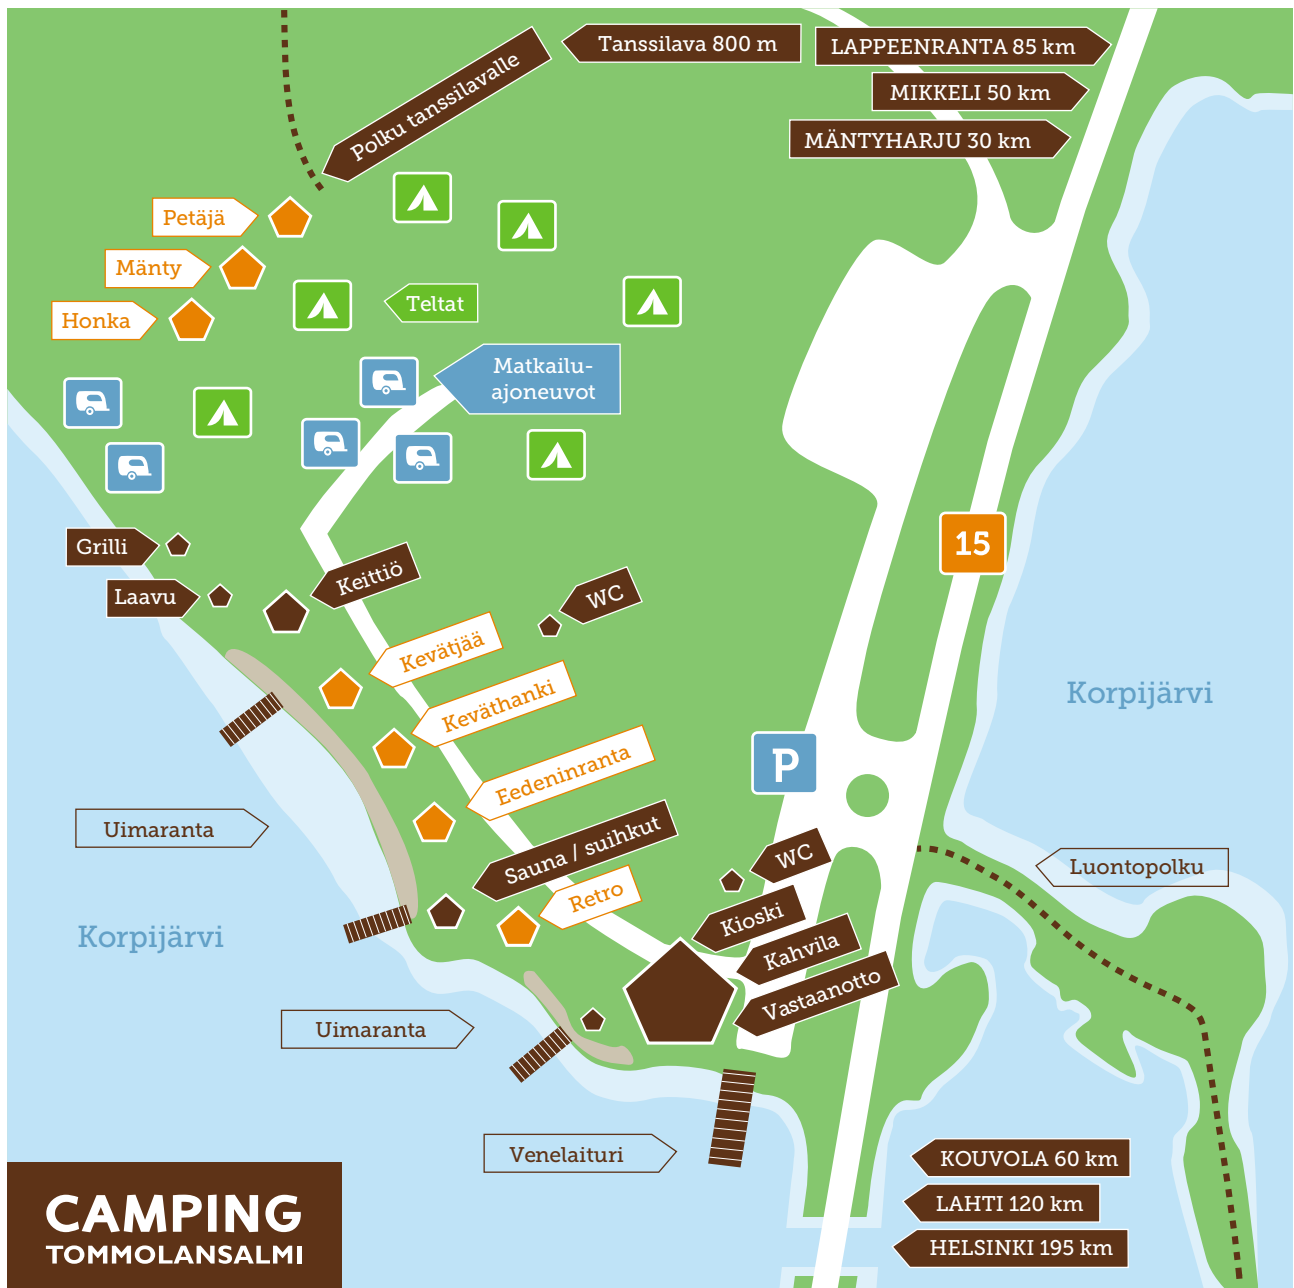 Tanssilava 800 m
LAPPEENRANTA 85 km
MIKKELI 50 km
MÄNTYHARJU 30 km
Polku tanssilavalle
Petäjä
Mänty
Honka
Teltat
Matkailu-
ajoneuvot
Grilli
Laavu
Keittiö
WC
15
Kevätjää
Keväthanki
Korpijärvi
Eedeninranta
P
Uimaranta
Sauna / suihkut
WC
Luontopolku
Retro
Kioski
Korpijärvi
Kahvila
Vastaanotto
Uimaranta
Venelaituri
KOUVOLA 60 km
LAHTI 120 km
HELSINKI 195 km
CAMPING
TOMMOLANSALMI